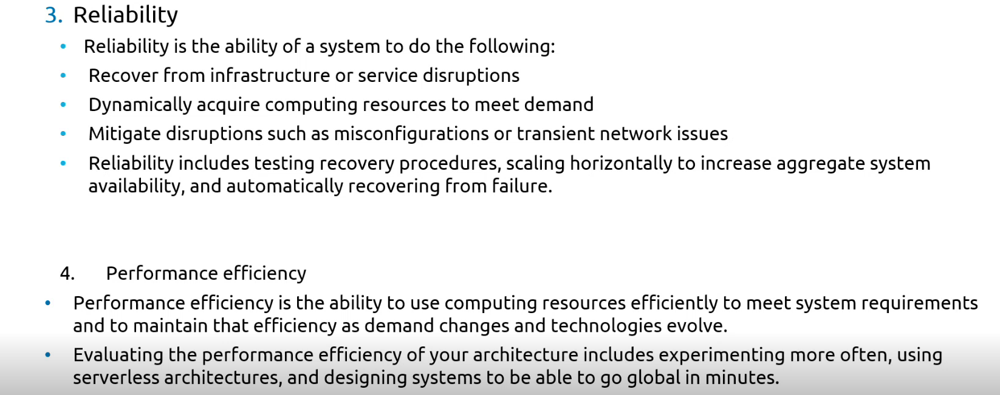 3. Reliability
• Reliability is the ability of a system to do the following:
• Recover from infrastructure or service disruptions
• Dynamically acquire computing resources to meet demand
• Mitigate disruptions such as misconfigurations or transient network issues
• Reliability includes testing recovery procedures, scaling horizontally to increase aggregate system
availability, and automatically recovering from failure.
4. Performance efficiency
• Performance efficiency is the ability to use computing resources efficiently to meet system requirements
and to maintain that efficiency as demand changes and technologies evolve.
• Evaluating the performance efficiency of your architecture includes experimenting more often, using
serverless architectures, and designing systems to be able to go global in minutes.